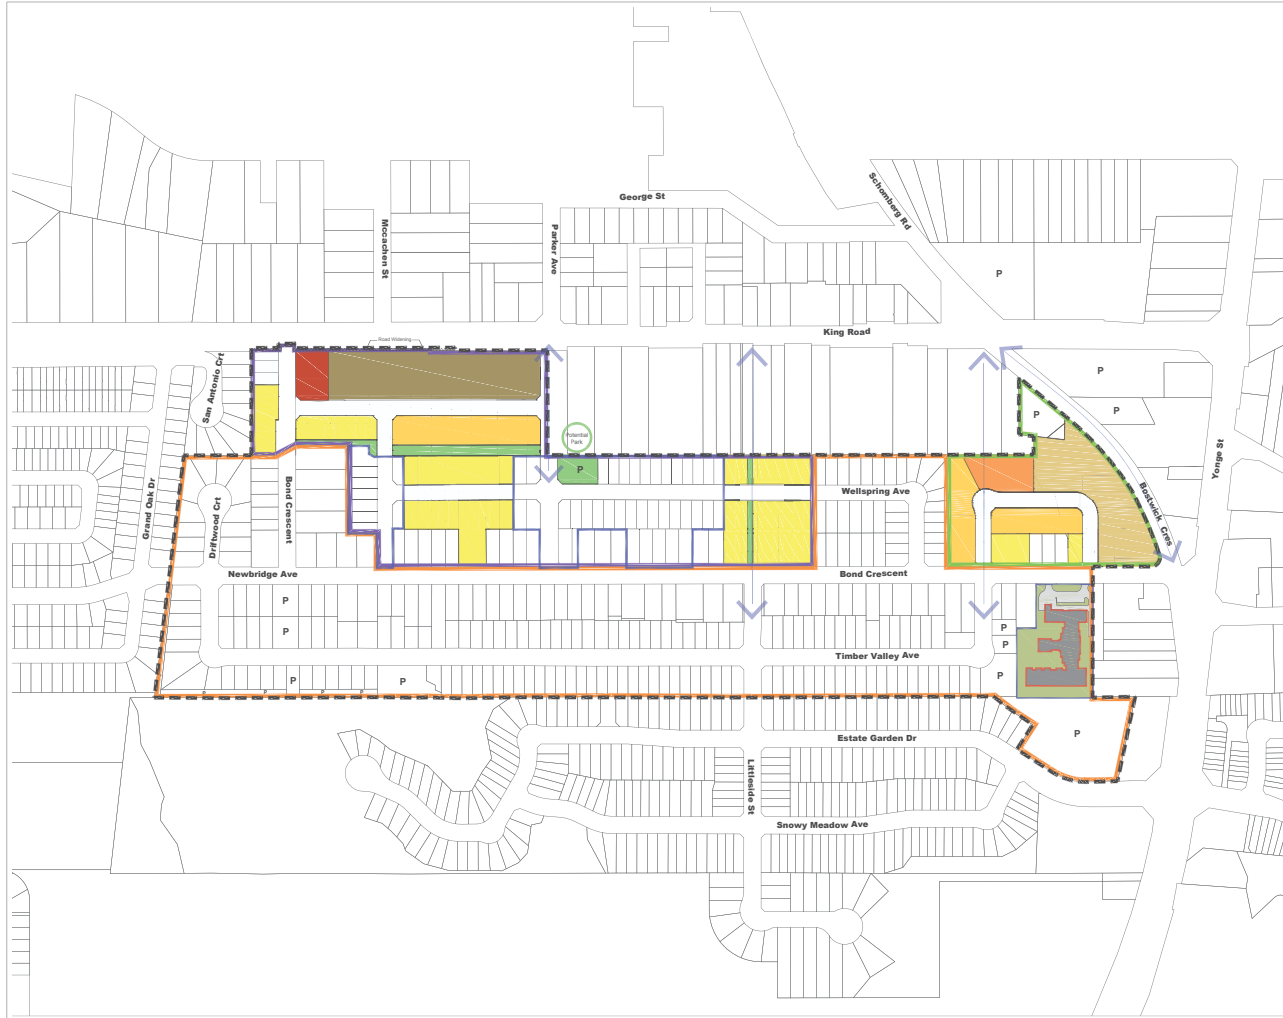 George St
Schomberg Rd
Mccachen St
Parker Ave
P
King Road
Road Widening
San Antonio Crt
P
P
P
Potential
Park
P
Yonge St
Grand Oak Dr
Driftwood Crt
Bond Crescent
Wellspring Ave
Bostwick Cres
Newbridge Ave
Bond Crescent
P
P
P
P
Timber Valley Ave
P
P
P
P
P
P
P
P
Estate Garden Dr
P
Littleside St
Snowy Meadow Ave